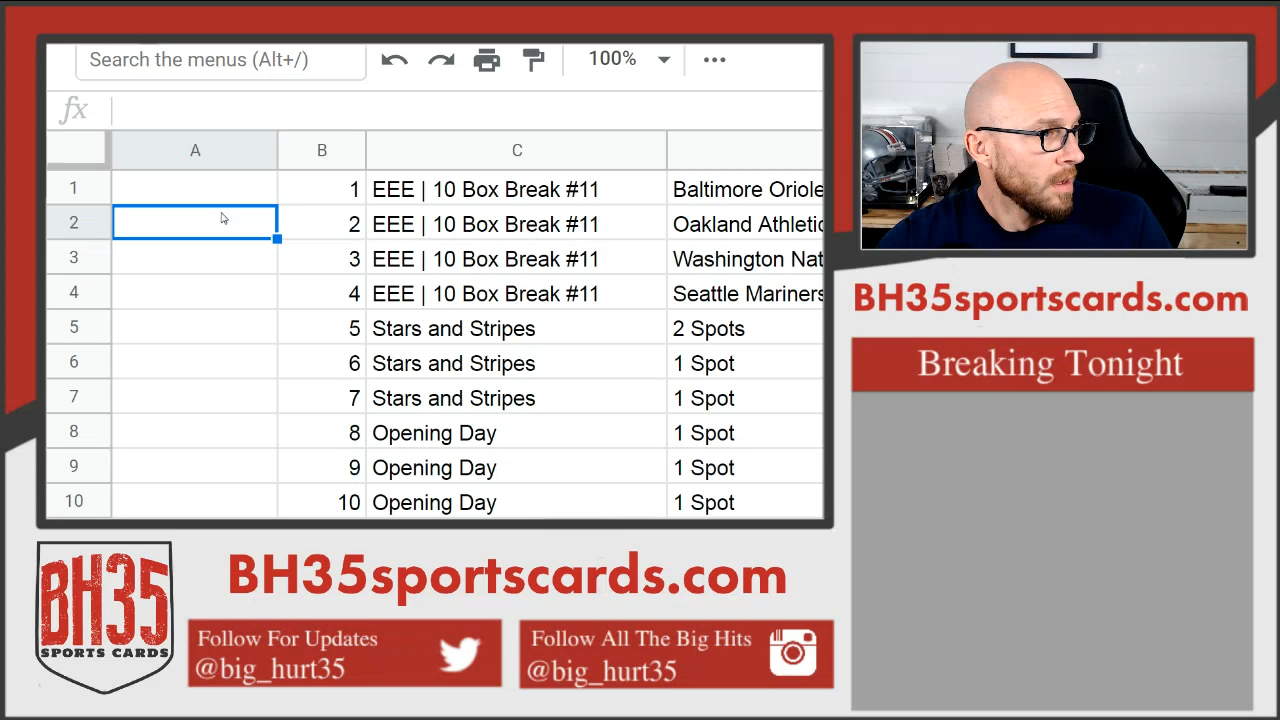 Search the menus (Alt+/)
100%
fx
A B C
1 1 EEE | 10 Box Break #11 Baltimore Oriole
2 2 EEE | 10 Box Break #11 Oakland Athletic
3 3 EEE | 10 Box Break #11 Washington Nat
4 4 EEE | 10 Box Break #11 Seattle Mariners
5 5 Stars and Stripes 2 Spots
6 6 Stars and Stripes 1 Spot
7 7 Stars and Stripes 1 Spot
8 8 Opening Day 1 Spot
9 9 Opening Day 1 Spot
10 10 Opening Day 1 Spot
BH35sportscards.com
Breaking Tonight
BH35
SPORTS CARDS
BH35sportscards.com
Follow For Updates
@big_hurt35
Follow All The Big Hits
@big_hurt35